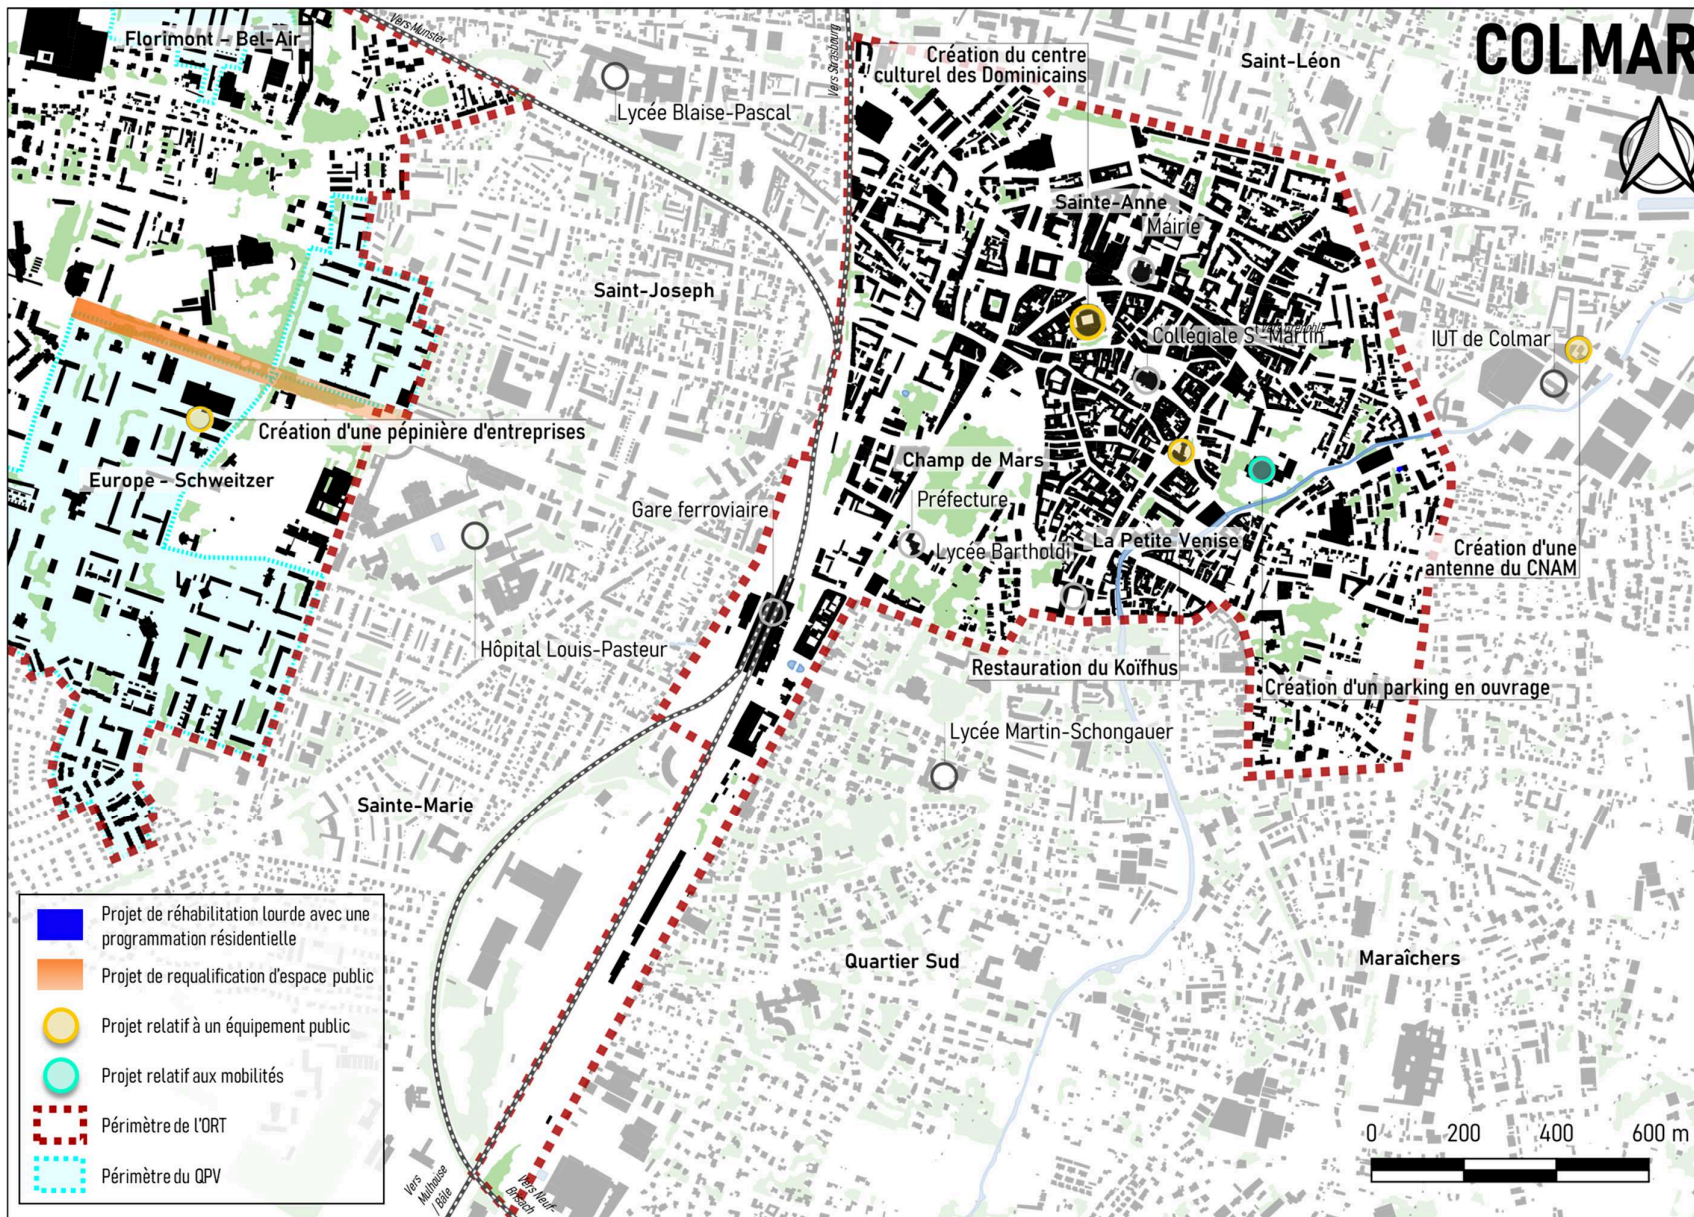 COLMAR
Florimont - Bel-Air
Vers Munster
Vers Strasbourg
Lycée Blaise-Pascal
Création du centre
culturel des Dominicains
Saint-Léon
Sainte-Anne
Mairie
Saint-Joseph
Vers Grenoble
Collégiale St-Martin
IUT de Colmar
Création d'une pépinière d'entreprises
Europe - Schweitzer
Champ de Mars
Préfecture
Gare ferroviaire
Lycée Bartholdi
La Petite Venise
Création d'une
antenne du CNAM
Hôpital Louis-Pasteur
Restauration du Koïfhus
Création d'un parking en ouvrage
Lycée Martin-Schongauer
Sainte-Marie
Quartier Sud
Maraîchers
Projet de réhabilitation lourde avec une
programmation résidentielle
Projet de requalification d'espace public
Projet relatif à un équipement public
Projet relatif aux mobilités
Périmètre de l'ORT
Périmètre du QPV
Vers
Mulhouse
/ Bâle
Vers Neuf-
Brisach
0 200 400 600 m